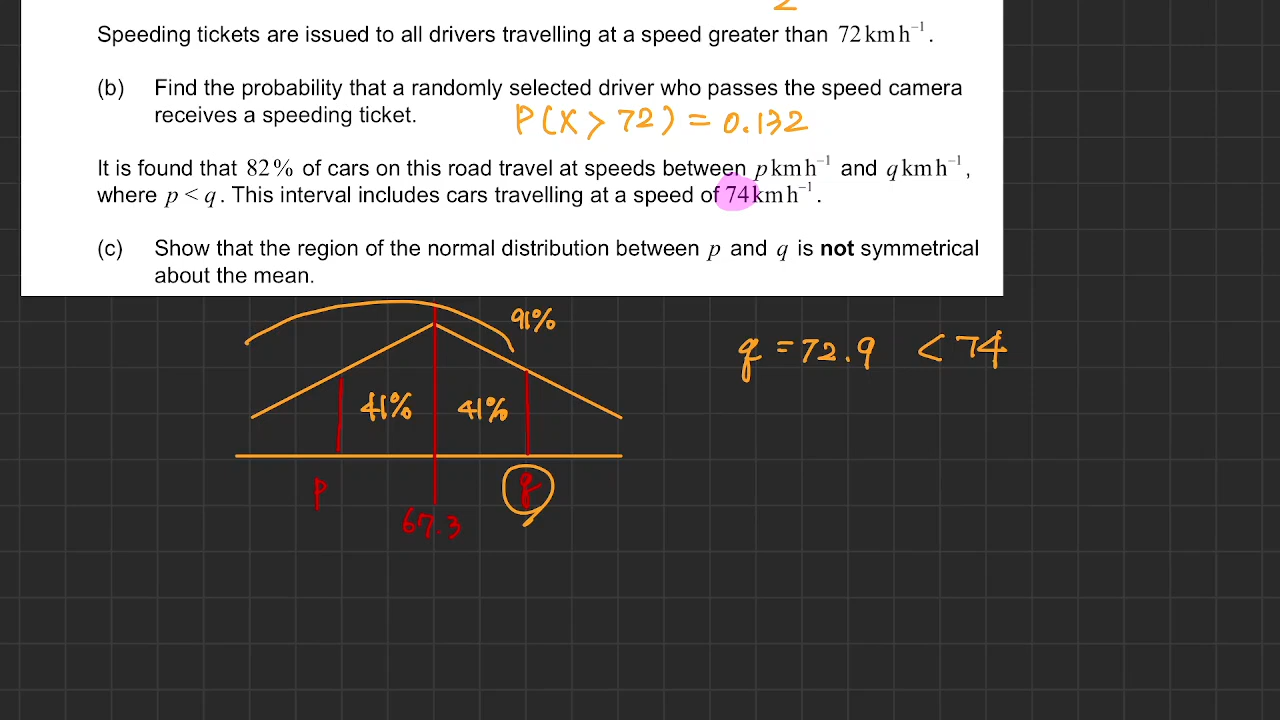 Speeding tickets are issued to all drivers travelling at a speed greater than 72 km h⁻¹.
(b) Find the probability that a randomly selected driver who passes the speed camera
receives a speeding ticket. P(X > 72) = 0.132
It is found that 82% of cars on this road travel at speeds between p km h⁻¹ and q km h⁻¹,
where p < q. This interval includes cars travelling at a speed of 74 km h⁻¹.
(c) Show that the region of the normal distribution between p and q is not symmetrical
about the mean.
91%
q = 72.9 < 74
41% 41%
p q
67.3